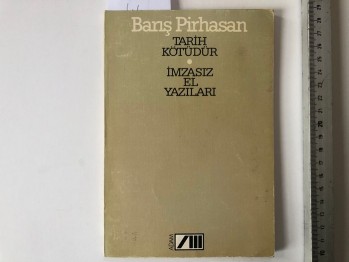 Barış Pirhasan
TARİH
KÖTÜDÜR
İMZASIZ
EL
YAZILARI